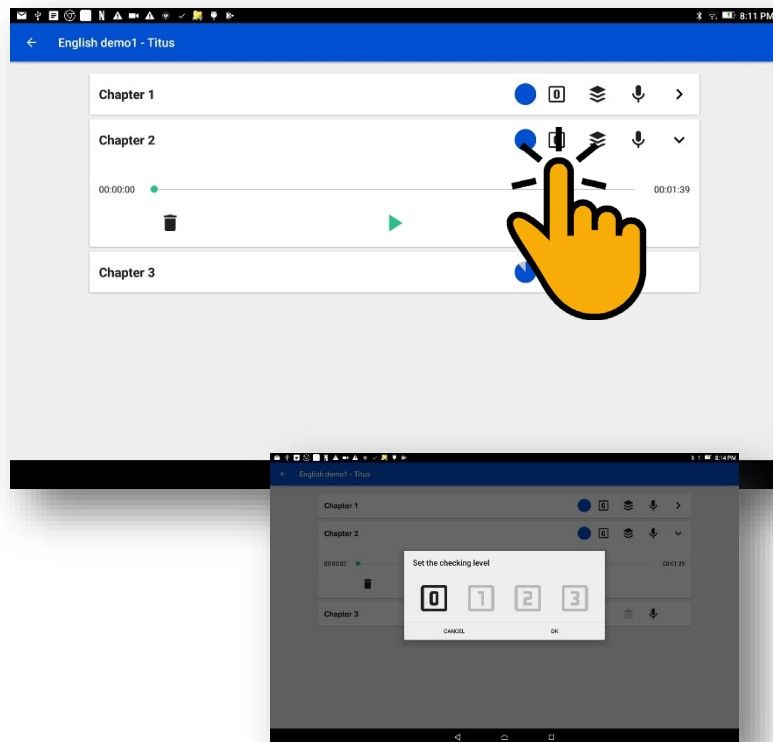 8:11 PM
English demo1 - Titus
Chapter 1
0
Chapter 2
00:00:00
00:01:39
Chapter 3
8:14 PM
English demo1 - Titus
Chapter 1
0
Chapter 2
0
00:00:00
00:01:39
Set the checking level
0 1 2 3
CANCEL OK
Chapter 3